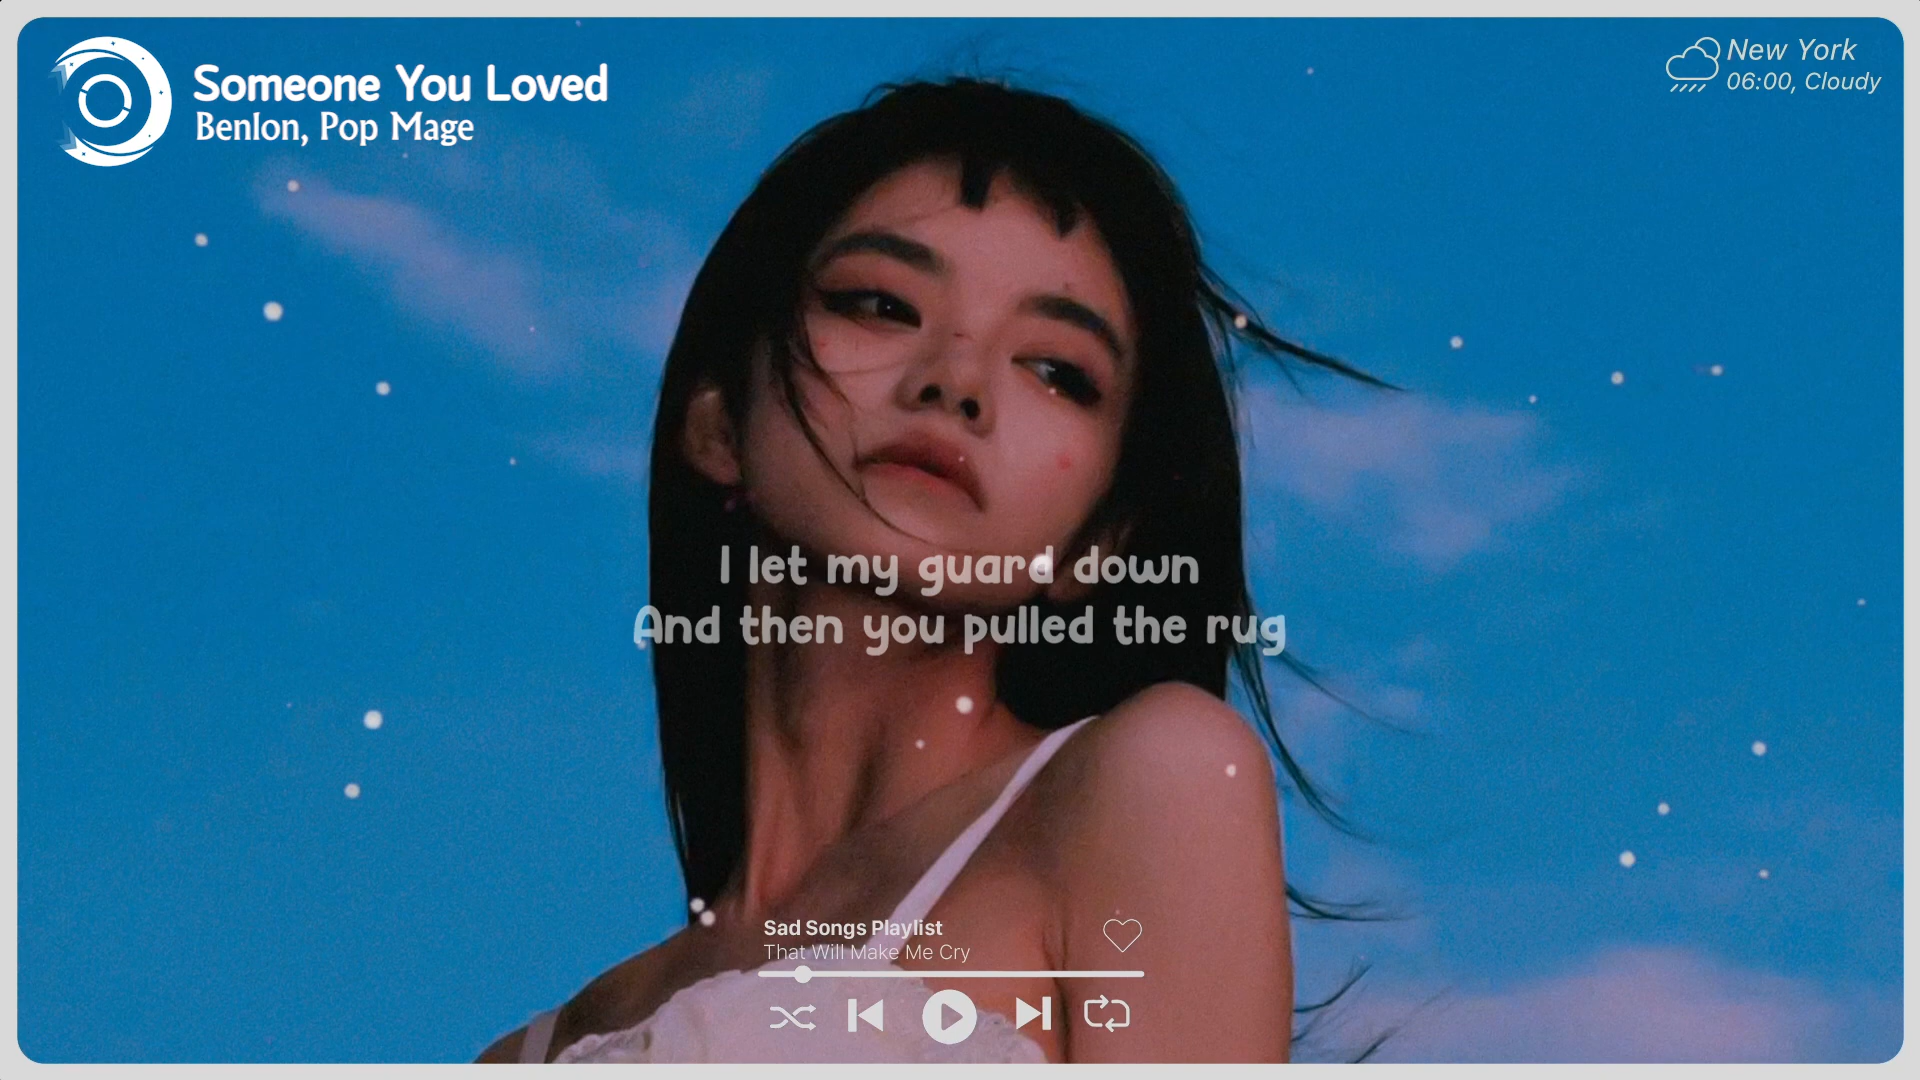 Someone You Loved
Benlon, Pop Mage
New York
06:00, Cloudy
I let my guard down
And then you pulled the rug
Sad Songs Playlist
That Will Make Me Cry